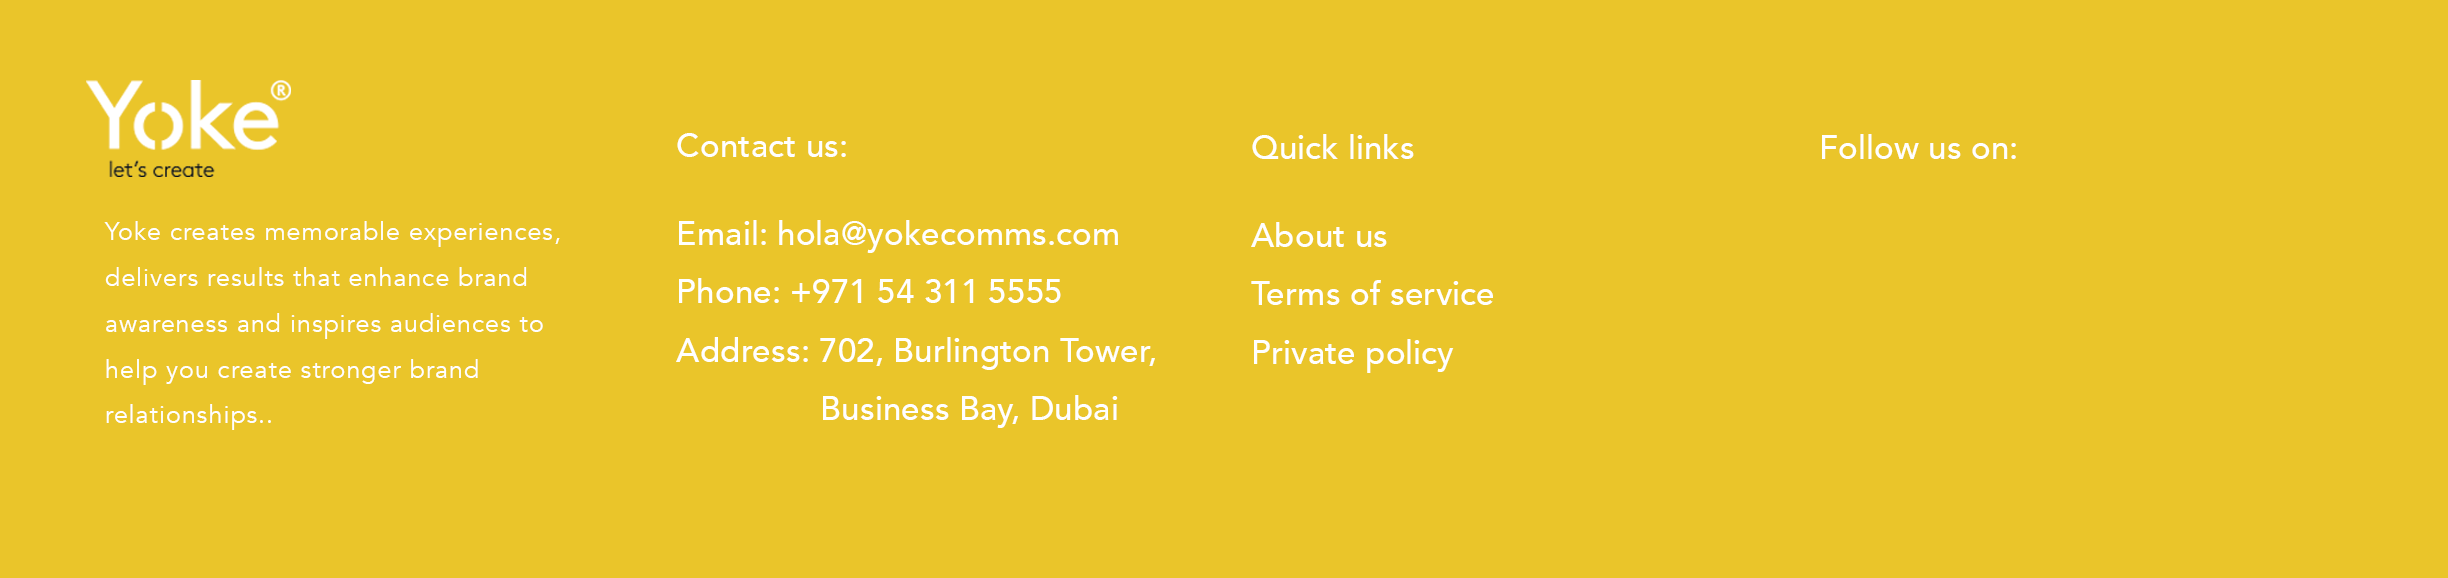 Yoke®
let's create
Yoke creates memorable experiences,
delivers results that enhance brand
awareness and inspires audiences to
help you create stronger brand
relationships..
Contact us:
Email: hola@yokecomms.com
Phone: +971 54 311 5555
Address: 702, Burlington Tower,
Business Bay, Dubai
Quick links
About us
Terms of service
Private policy
Follow us on: